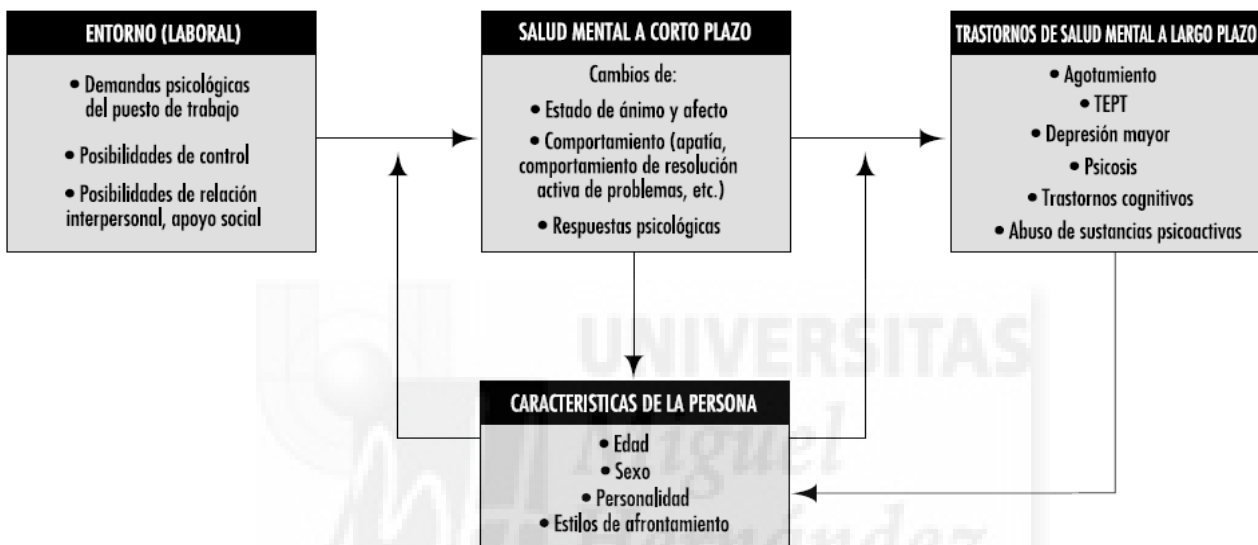 ENTORNO (LABORAL)
• Demandas psicológicas
del puesto de trabajo
• Posibilidades de control
• Posibilidades de relación
interpersonal, apoyo social
SALUD MENTAL A CORTO PLAZO
Cambios de:
• Estado de ánimo y afecto
• Comportamiento (apatía,
comportamiento de resolución
activa de problemas, etc.)
• Respuestas psicológicas
TRASTORNOS DE SALUD MENTAL A LARGO PLAZO
• Agotamiento
• TEPT
• Depresión mayor
• Psicosis
• Trastornos cognitivos
• Abuso de sustancias psicoactivas
CARACTERISTICAS DE LA PERSONA
• Edad
• Sexo
• Personalidad
• Estilos de afrontamiento
UNIVERSITAS
Miguel
Hernández